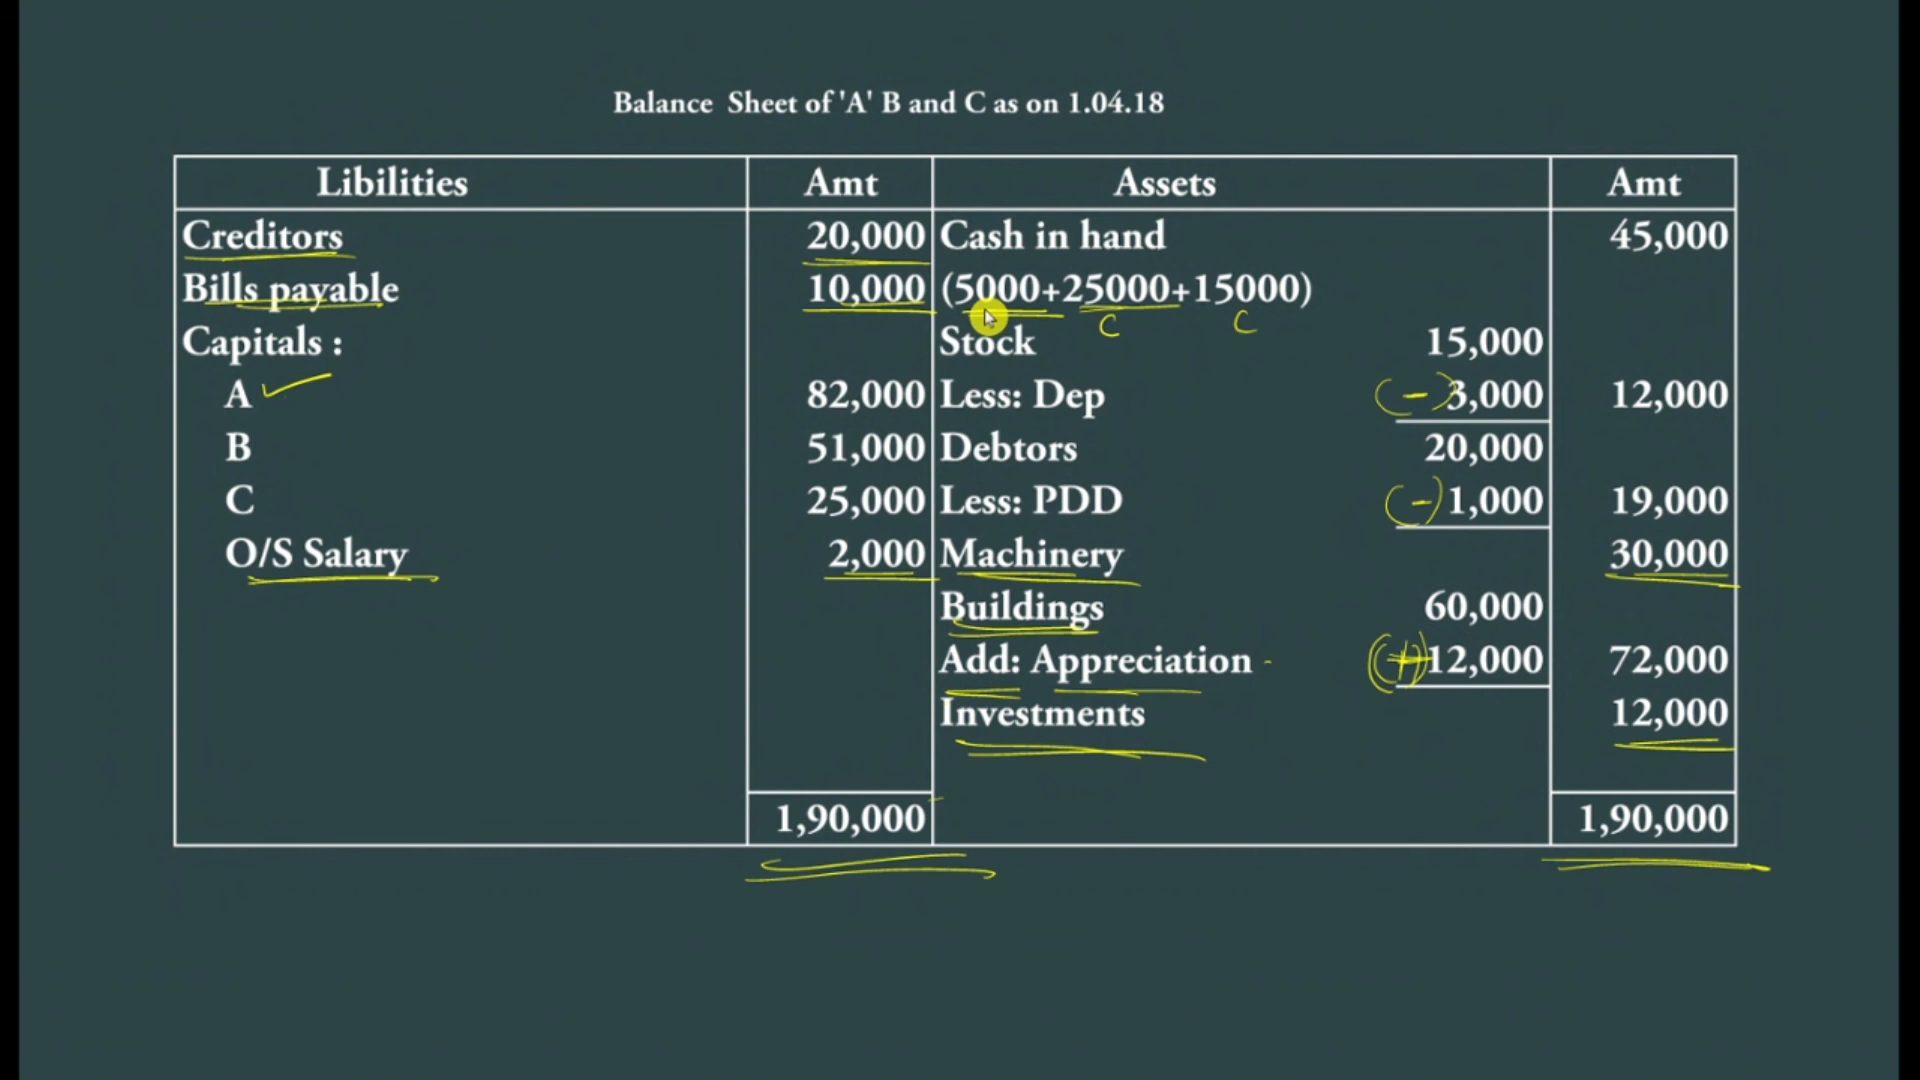 Balance Sheet of 'A' B and C as on 1.04.18
Libilities Amt Assets Amt
Creditors 20,000 Cash in hand 45,000
Bills payable 10,000 (5000+25000+15000)
C C
Capitals : Stock 15,000
A 82,000 Less: Dep (-) 3,000 12,000
B 51,000 Debtors 20,000
C 25,000 Less: PDD (-) 1,000 19,000
O/S Salary 2,000 Machinery 30,000
Buildings 60,000
Add: Appreciation (+) 12,000 72,000
Investments 12,000
1,90,000 1,90,000